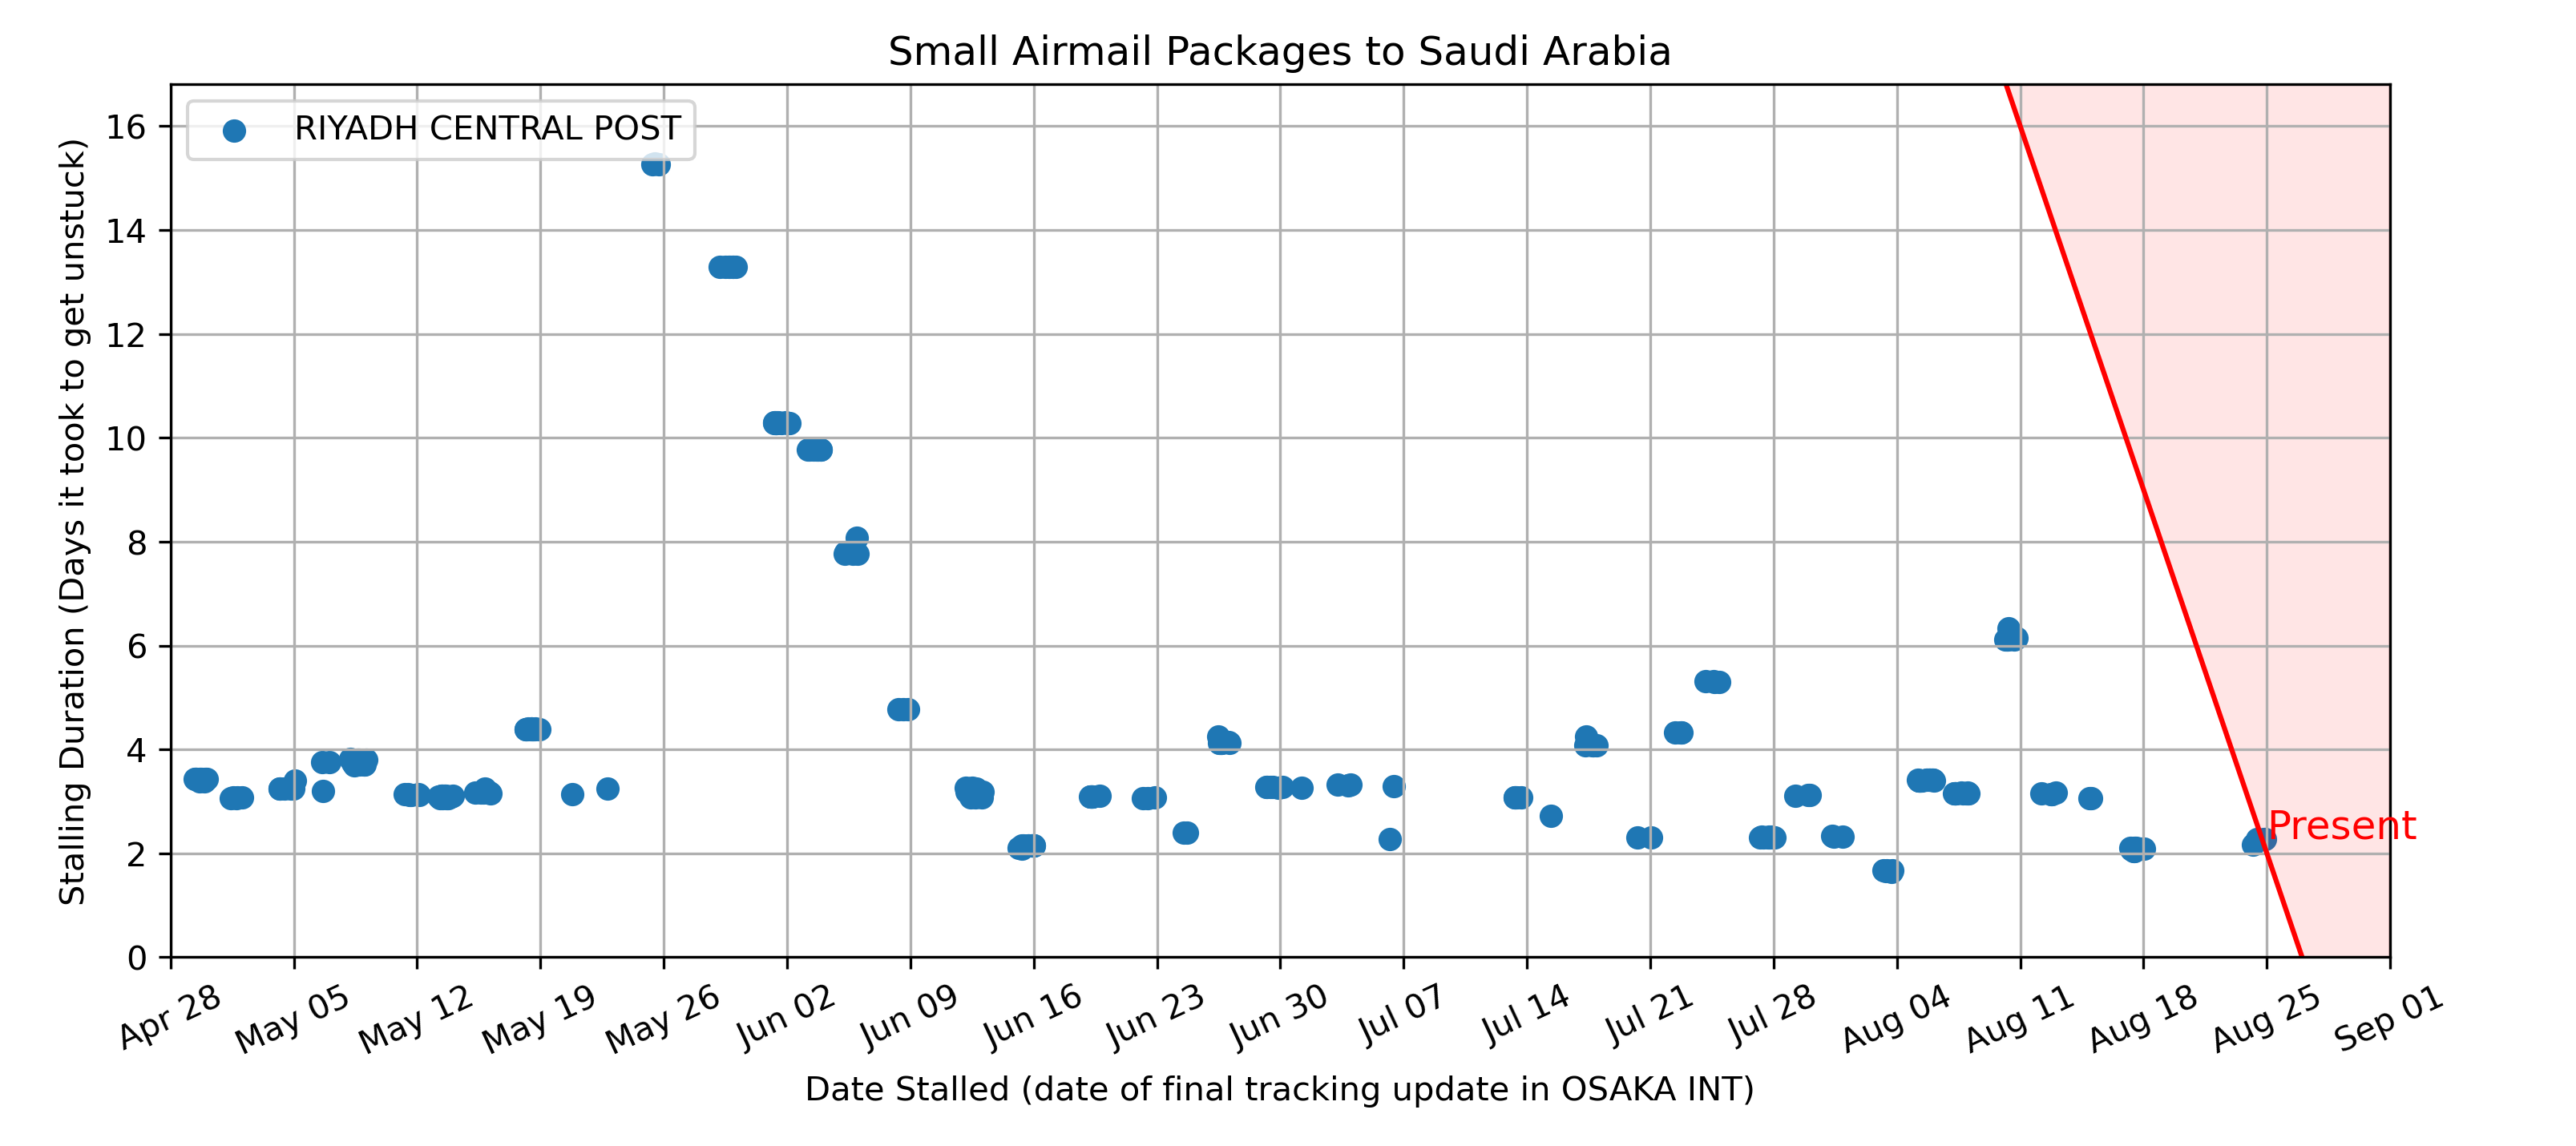 Small Airmail Packages to Saudi Arabia
RIYADH CENTRAL POST
Stalling Duration (Days it took to get unstuck)
16
14
12
10
8
6
4
2
0
Present
Apr 28
May 05
May 12
May 19
May 26
Jun 02
Jun 09
Jun 16
Jun 23
Jun 30
Jul 07
Jul 14
Jul 21
Jul 28
Aug 04
Aug 11
Aug 18
Aug 25
Sep 01
Date Stalled (date of final tracking update in OSAKA INT)